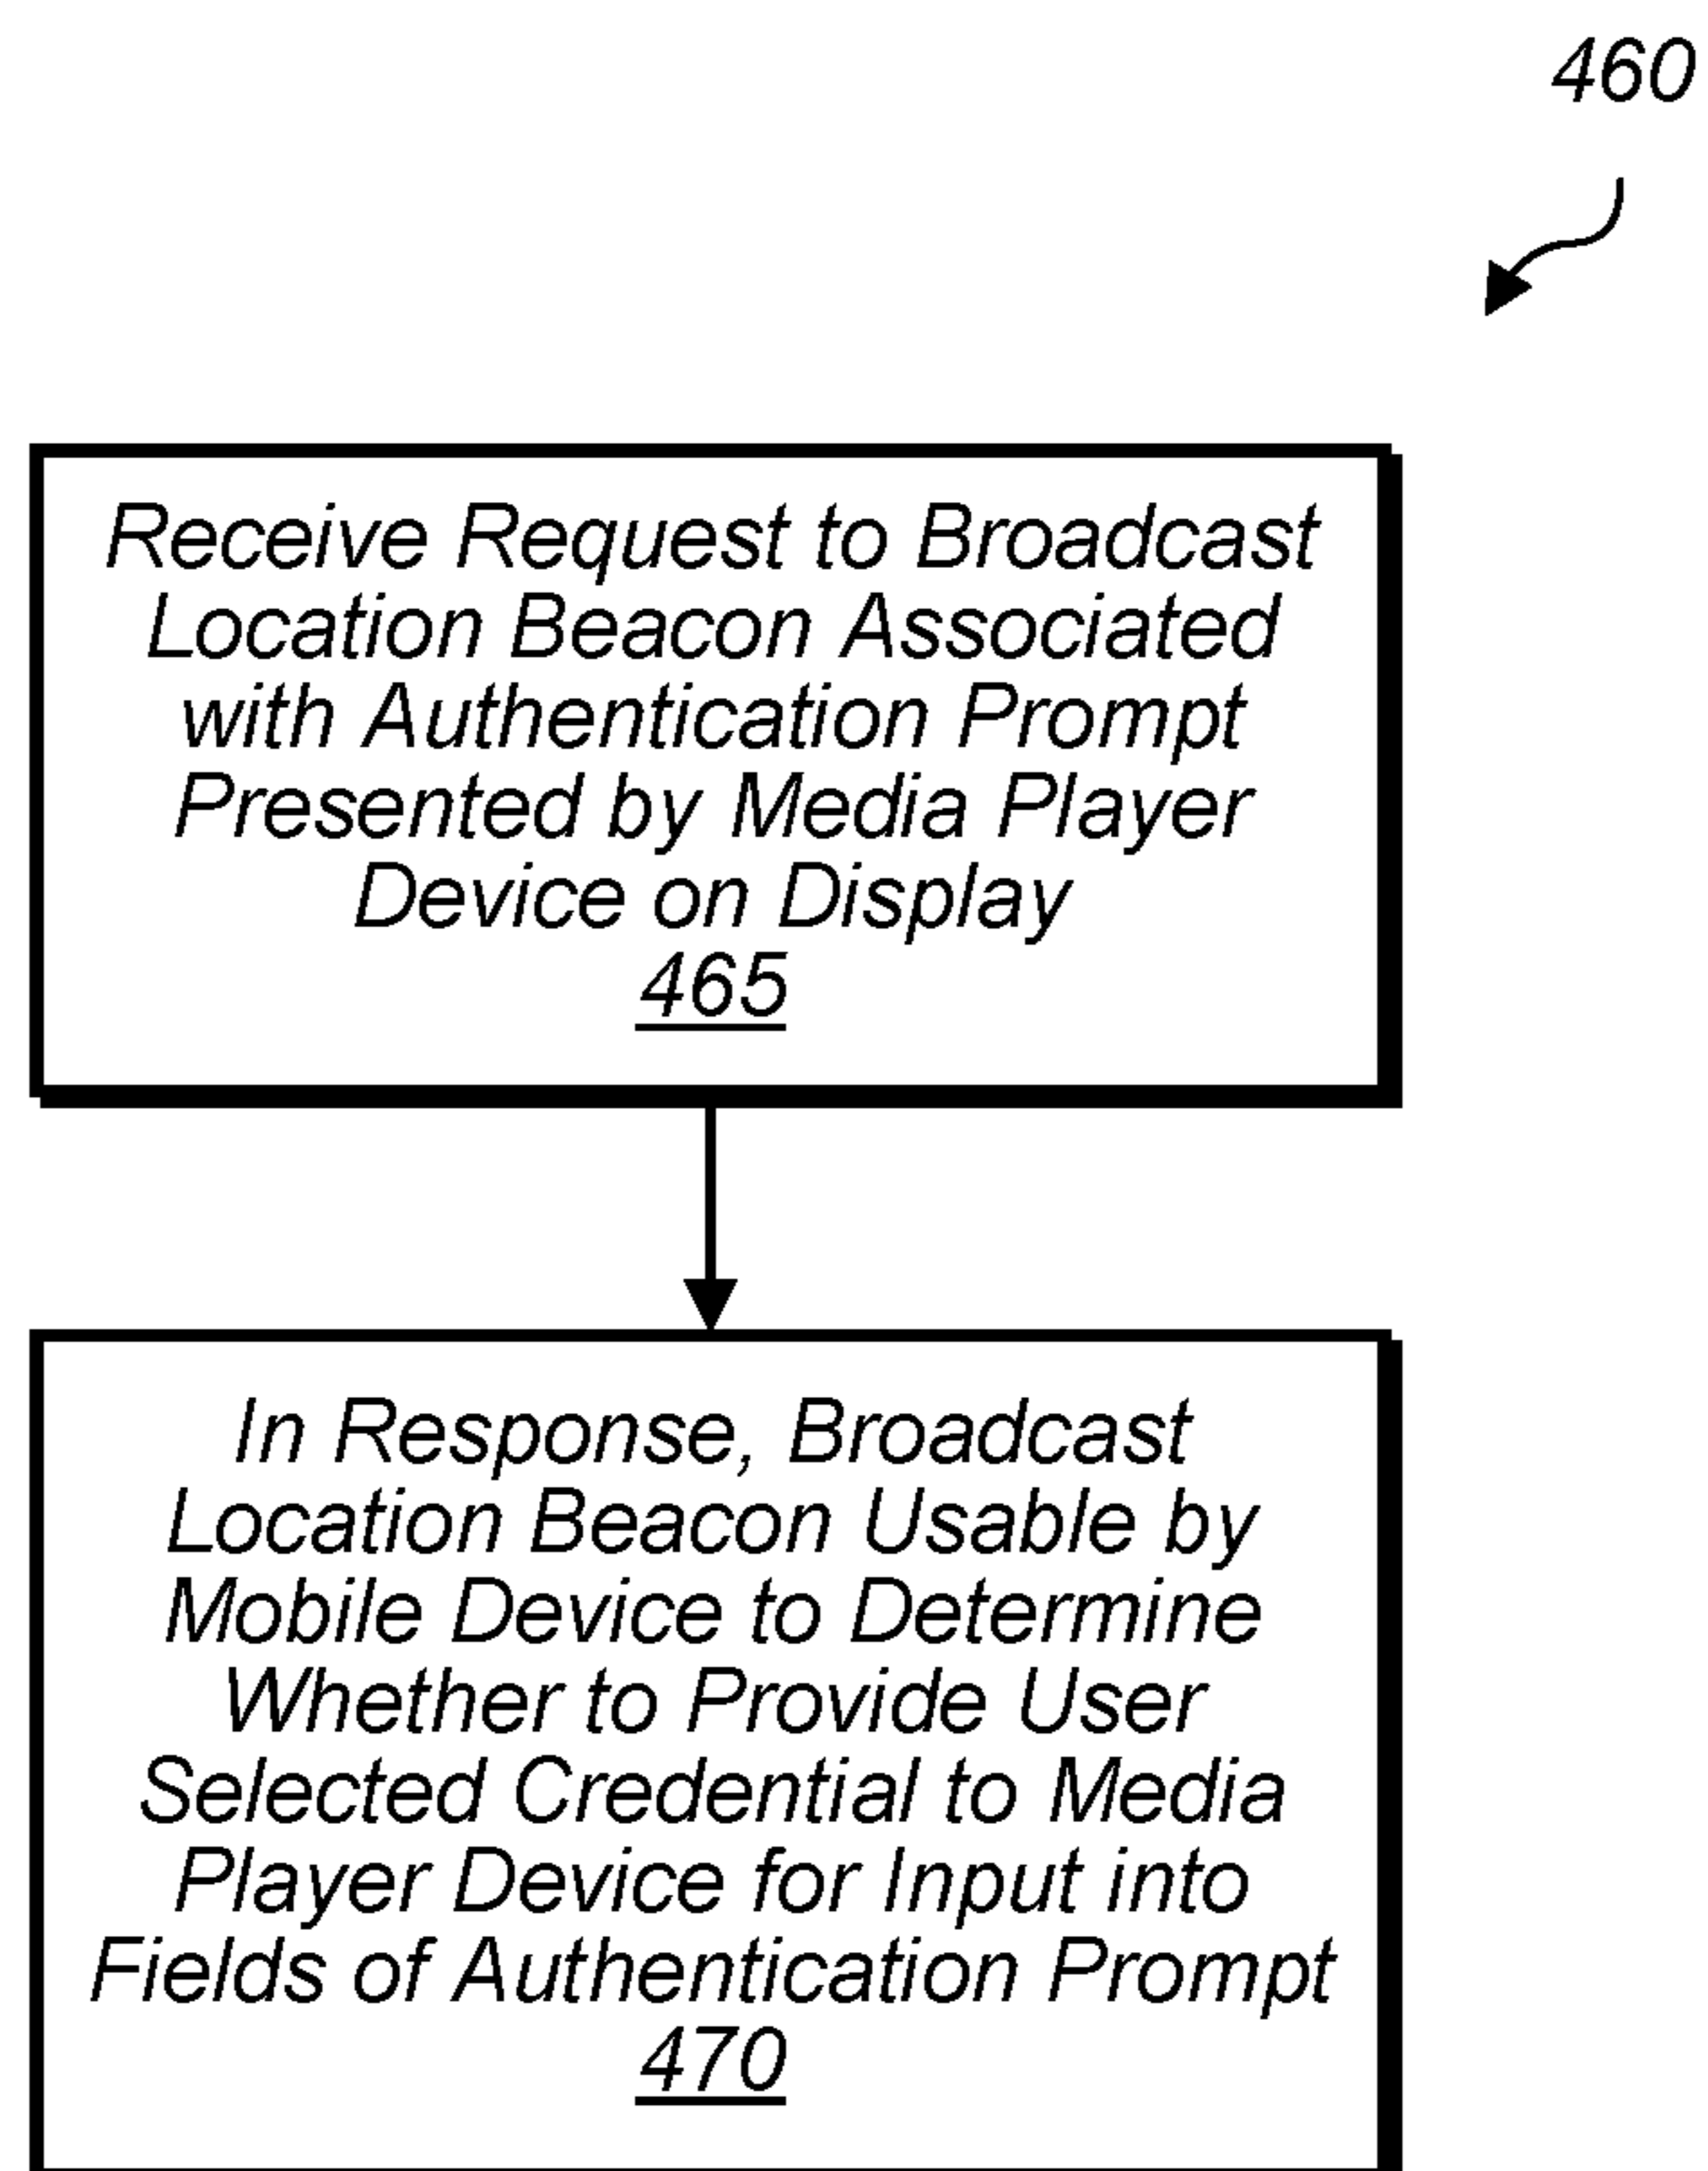 460
Receive Request to Broadcast
Location Beacon Associated
with Authentication Prompt
Presented by Media Player
Device on Display
465
In Response, Broadcast
Location Beacon Usable by
Mobile Device to Determine
Whether to Provide User
Selected Credential to Media
Player Device for Input into
Fields of Authentication Prompt
470